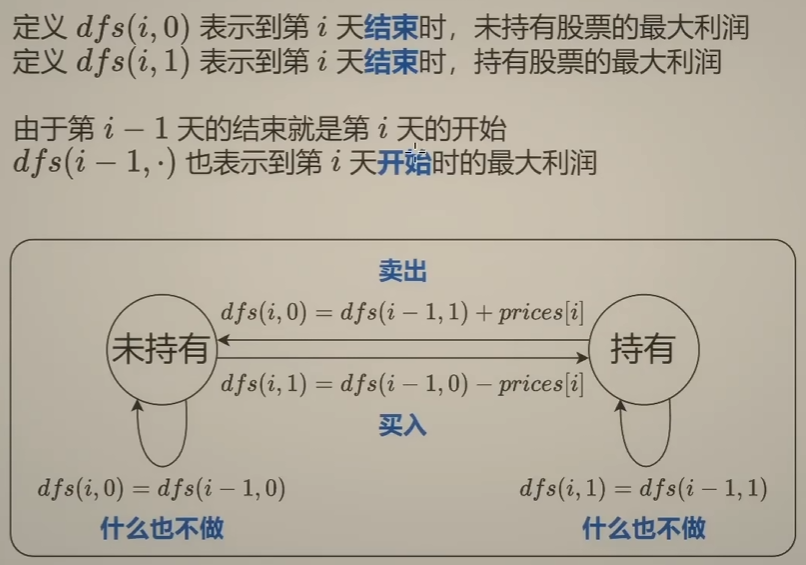 定义 dfs(i,0) 表示到第 i 天结束时，未持有股票的最大利润
定义 dfs(i,1) 表示到第 i 天结束时，持有股票的最大利润
由于第 i − 1 天的结束就是第 i 天的开始
dfs(i − 1,·) 也表示到第 i 天开始时的最大利润
卖出
dfs(i,0) = dfs(i − 1,1) + prices[i]
未持有
持有
dfs(i,1) = dfs(i − 1,0) − prices[i]
买入
dfs(i,0) = dfs(i − 1,0)
dfs(i,1) = dfs(i − 1,1)
什么也不做
什么也不做